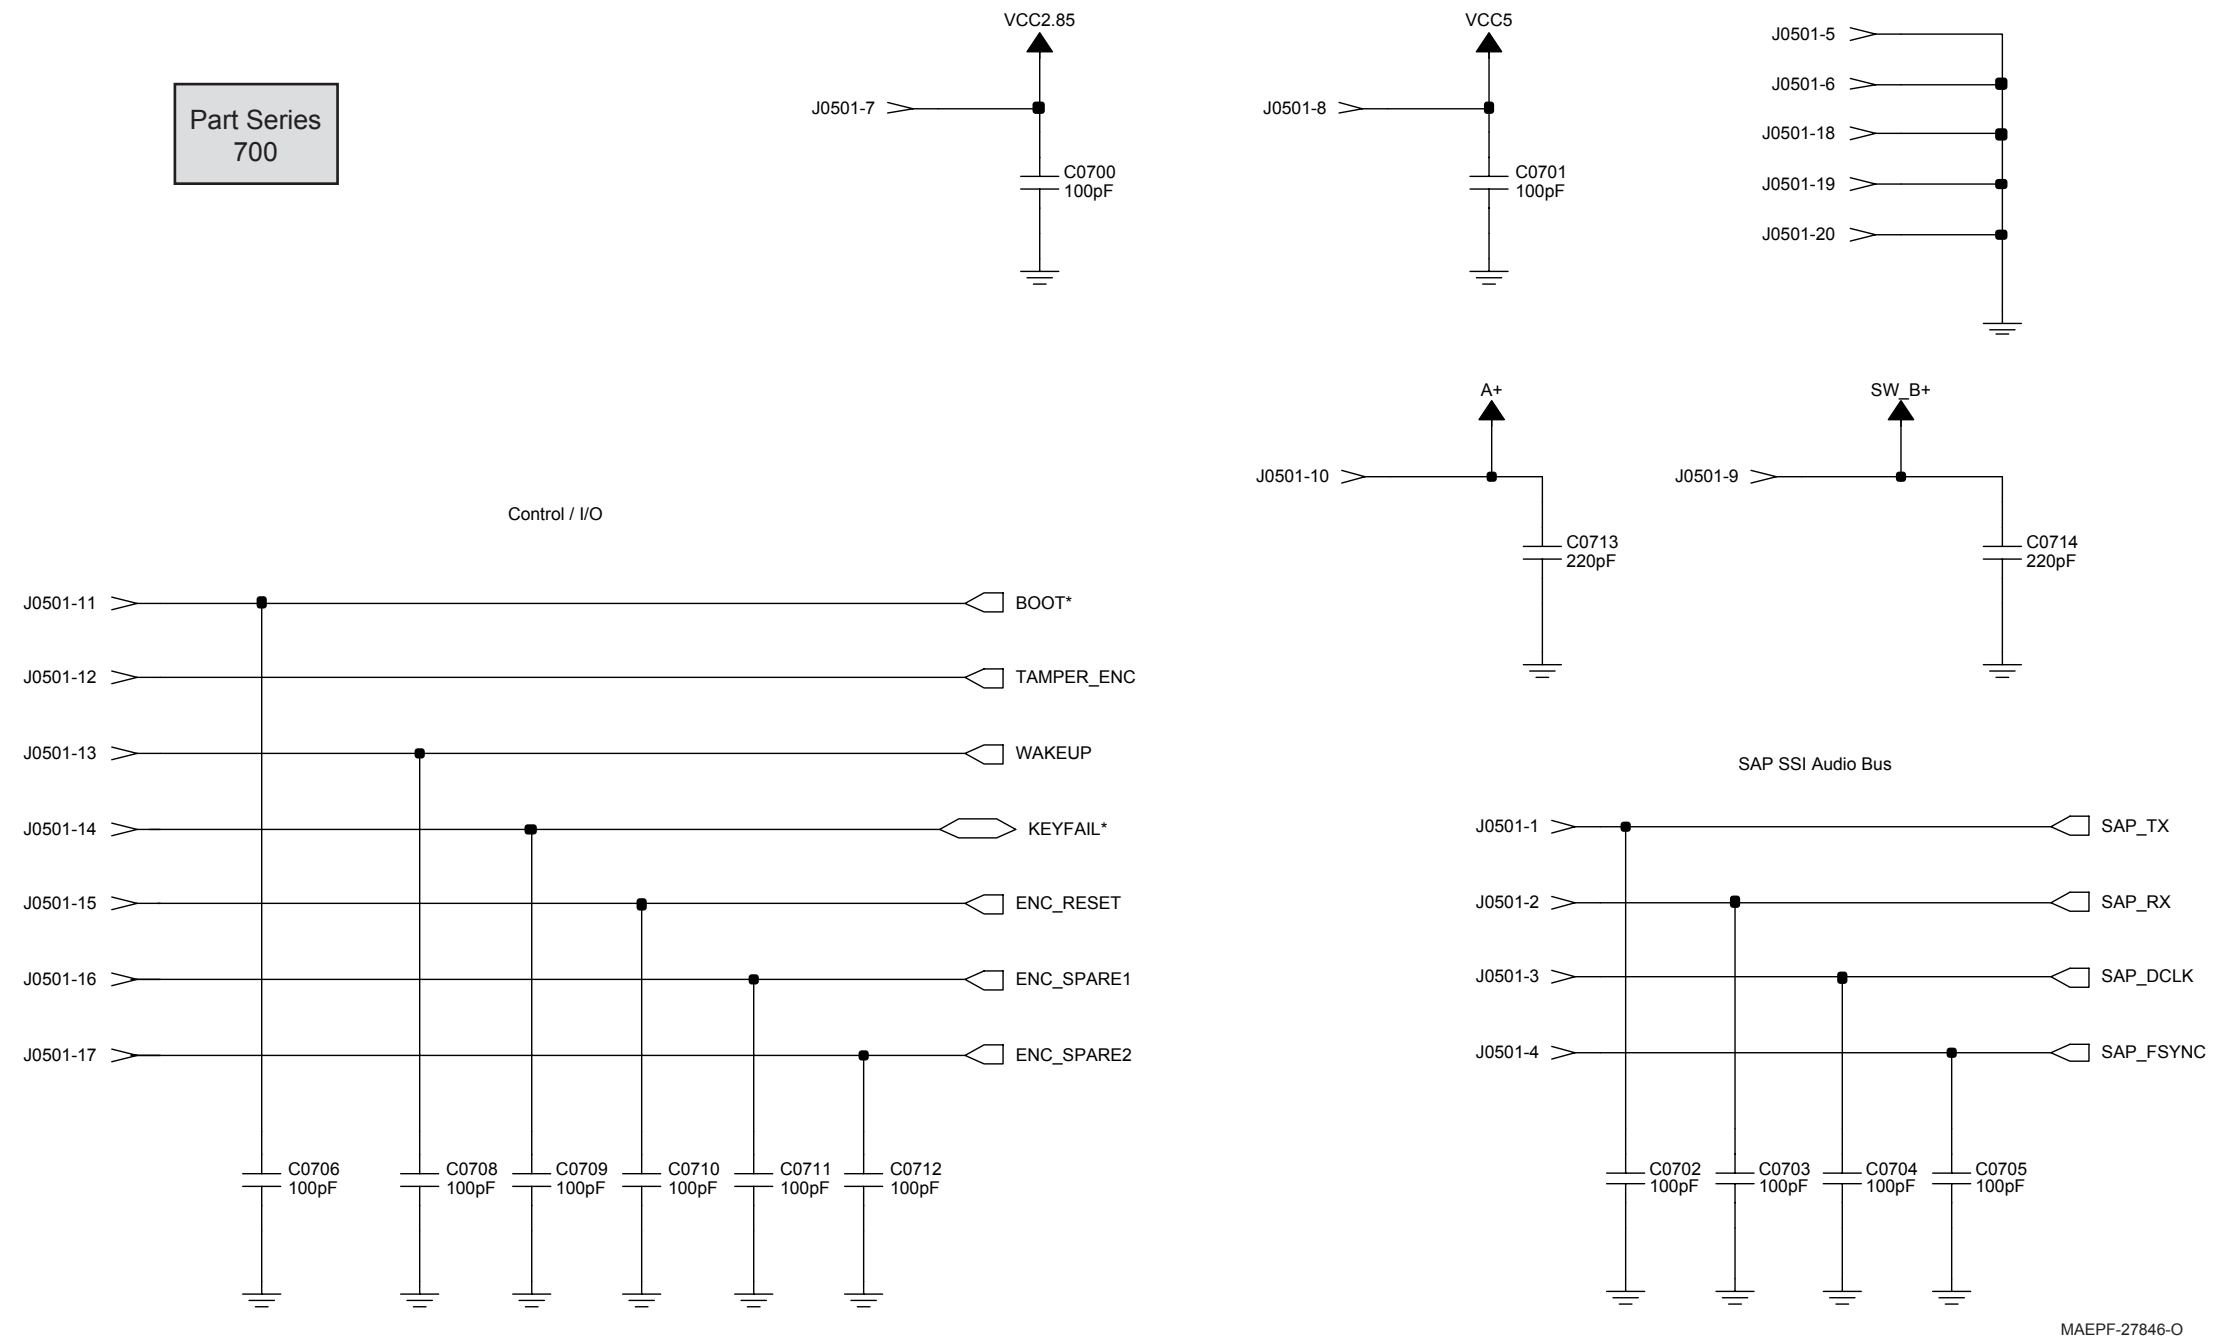 VCC2.85
VCC5
J0501-5
J0501-6
J0501-18
J0501-19
J0501-20
Part Series
700
J0501-7
C0700
100pF
J0501-8
C0701
100pF
A+
J0501-10
C0713
220pF
SW_B+
J0501-9
C0714
220pF
Control / I/O
J0501-11 BOOT*
J0501-12 TAMPER_ENC
J0501-13 WAKEUP
J0501-14 KEYFAIL*
J0501-15 ENC_RESET
J0501-16 ENC_SPARE1
J0501-17 ENC_SPARE2
C0706 C0708 C0709 C0710 C0711 C0712
100pF 100pF 100pF 100pF 100pF 100pF
SAP SSI Audio Bus
J0501-1 SAP_TX
J0501-2 SAP_RX
J0501-3 SAP_DCLK
J0501-4 SAP_FSYNC
C0702 C0703 C0704 C0705
100pF 100pF 100pF 100pF
MAEPF-27846-O